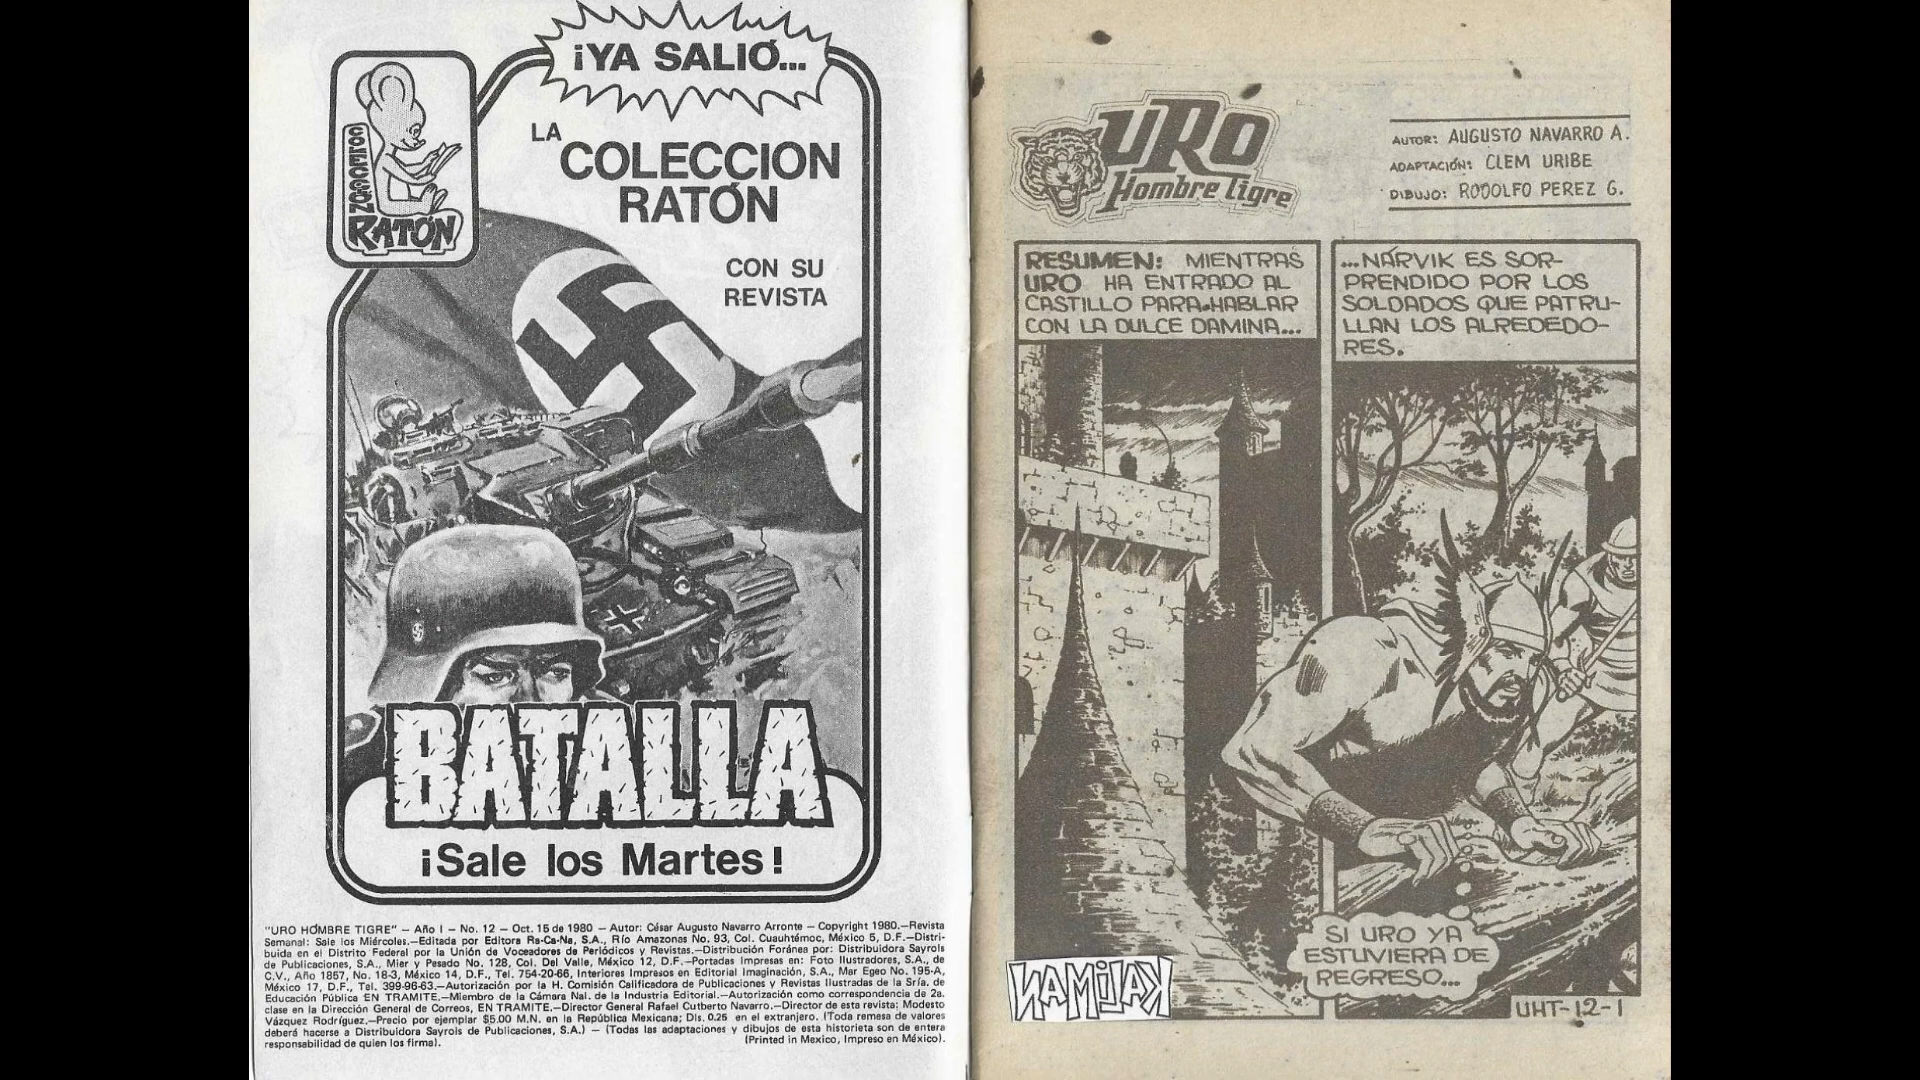 ¡YA SALIÓ...
COLECCION
RATÓN
LA
COLECCION
RATÓN
CON SU
REVISTA
BATALLA
¡Sale los Martes!
"URO HOMBRE TIGRE" — Año I — No. 12 — Oct. 15 de 1980 — Autor: César Augusto Navarro Arronte — Copyright 1980.—Revista
Semanal: Sale los Miércoles.—Editada por Editora Ra-Ca-Na, S.A., Río Amazonas No. 93, Col. Cuauhtémoc, México 5, D.F.—Distri-
buida en el Distrito Federal por la Unión de Voceadores de Periódicos y Revistas.—Distribución Foránea por: Distribuidora Sayrols
de Publicaciones, S.A., Mier y Pesado No. 128, Col. Del Valle, México 12, D.F.—Portadas Impresas en: Foto Ilustradores, S.A., de
C.V., Año 1857, No. 18-3, México 14, D.F., Tel. 754-20-66, Interiores Impresos en Editorial Imaginación, S.A., Mar Egeo No. 195-A,
México 17, D.F., Tel. 399-96-63.—Autorización por la H. Comisión Calificadora de Publicaciones y Revistas Ilustradas de la Sría. de
Educación Pública EN TRAMITE.—Miembro de la Cámara Nal. de la Industria Editorial.—Autorización como correspondencia de 2a.
clase en la Dirección General de Correos, EN TRAMITE.—Director General Rafael Cutberto Navarro.—Director de esta revista: Modesto
Vázquez Rodríguez.—Precio por ejemplar $5.00 M.N. en la República Mexicana; Dls. 0.25 en el extranjero. (Toda remesa de valores
deberá hacerse a Distribuidora Sayrols de Publicaciones, S.A.) — (Todas las adaptaciones y dibujos de esta historieta son de entera
responsabilidad de quien los firma).
(Printed in Mexico, Impreso en México).
URO
Hombre tigre
AUTOR: AUGUSTO NAVARRO A.
ADAPTACIÓN: CLEM URIBE
DIBUJO: RODOLFO PEREZ G.
RESUMEN: MIENTRAS
URO HA ENTRADO AL
CASTILLO PARA HABLAR
CON LA DULCE DAMINA...
...NÁRVIK ES SOR-
PRENDIDO POR LOS
SOLDADOS QUE PATRU-
LLAN LOS ALREDEDO-
RES.
SI URO YA
ESTUVIERA DE
REGRESO...
KALIMAN
UHT-12-1